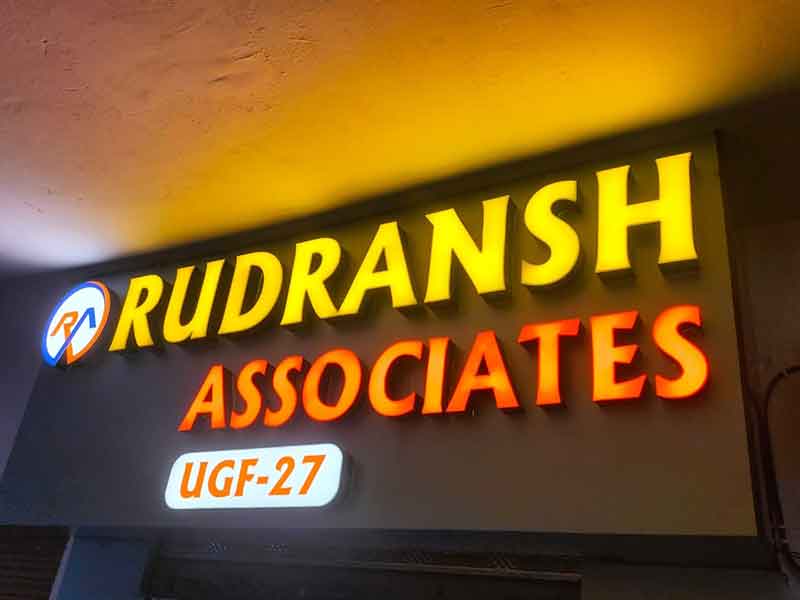 RA
RUDRANSH
ASSOCIATES
UGF-27